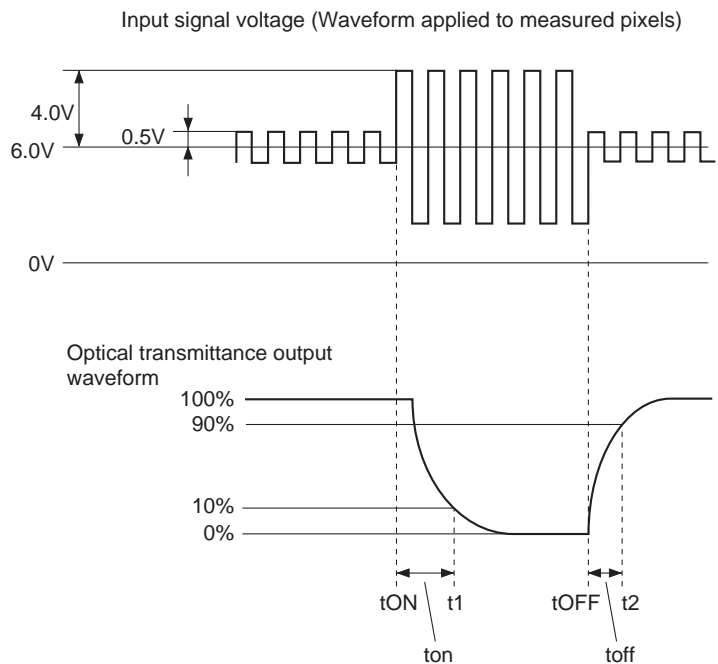 Input signal voltage (Waveform applied to measured pixels)
4.0V
0.5V
6.0V
0V
Optical transmittance output
waveform
100%
90%
10%
0%
tON
t1
tOFF
t2
ton
toff